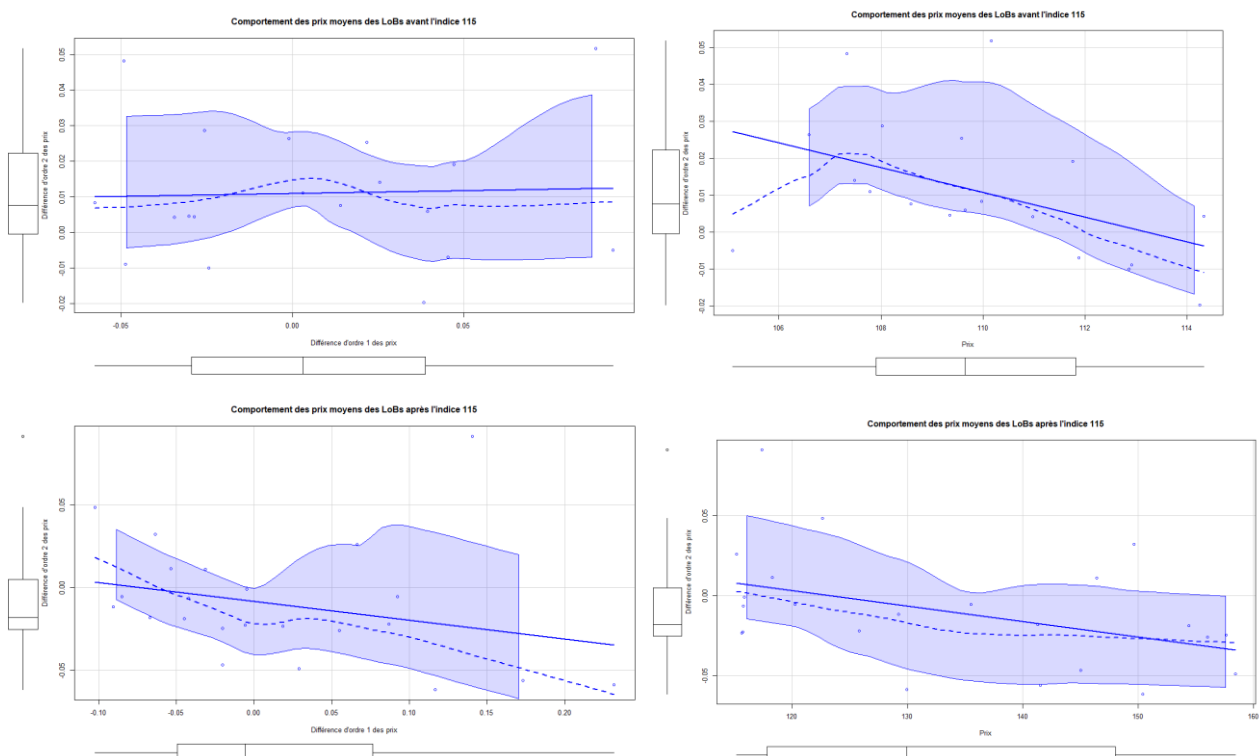 Comportement des prix moyens des LoBs avant l'indice 115
Différence d'ordre 2 des prix
-0.02 -0.01 0.00 0.01 0.02 0.03 0.04 0.05
-0.05 0.00 0.05
Différence d'ordre 1 des prix
Comportement des prix moyens des LoBs avant l'indice 115
Différence d'ordre 2 des prix
-0.02 -0.01 0.00 0.01 0.02 0.03 0.04 0.05
106 108 110 112 114
Prix
Comportement des prix moyens des LoBs après l'indice 115
Différence d'ordre 2 des prix
-0.05 0.00 0.05
-0.10 -0.05 0.00 0.05 0.10 0.15 0.20
Différence d'ordre 1 des prix
Comportement des prix moyens des LoBs après l'indice 115
Différence d'ordre 2 des prix
-0.05 0.00 0.05
120 130 140 150 160
Prix